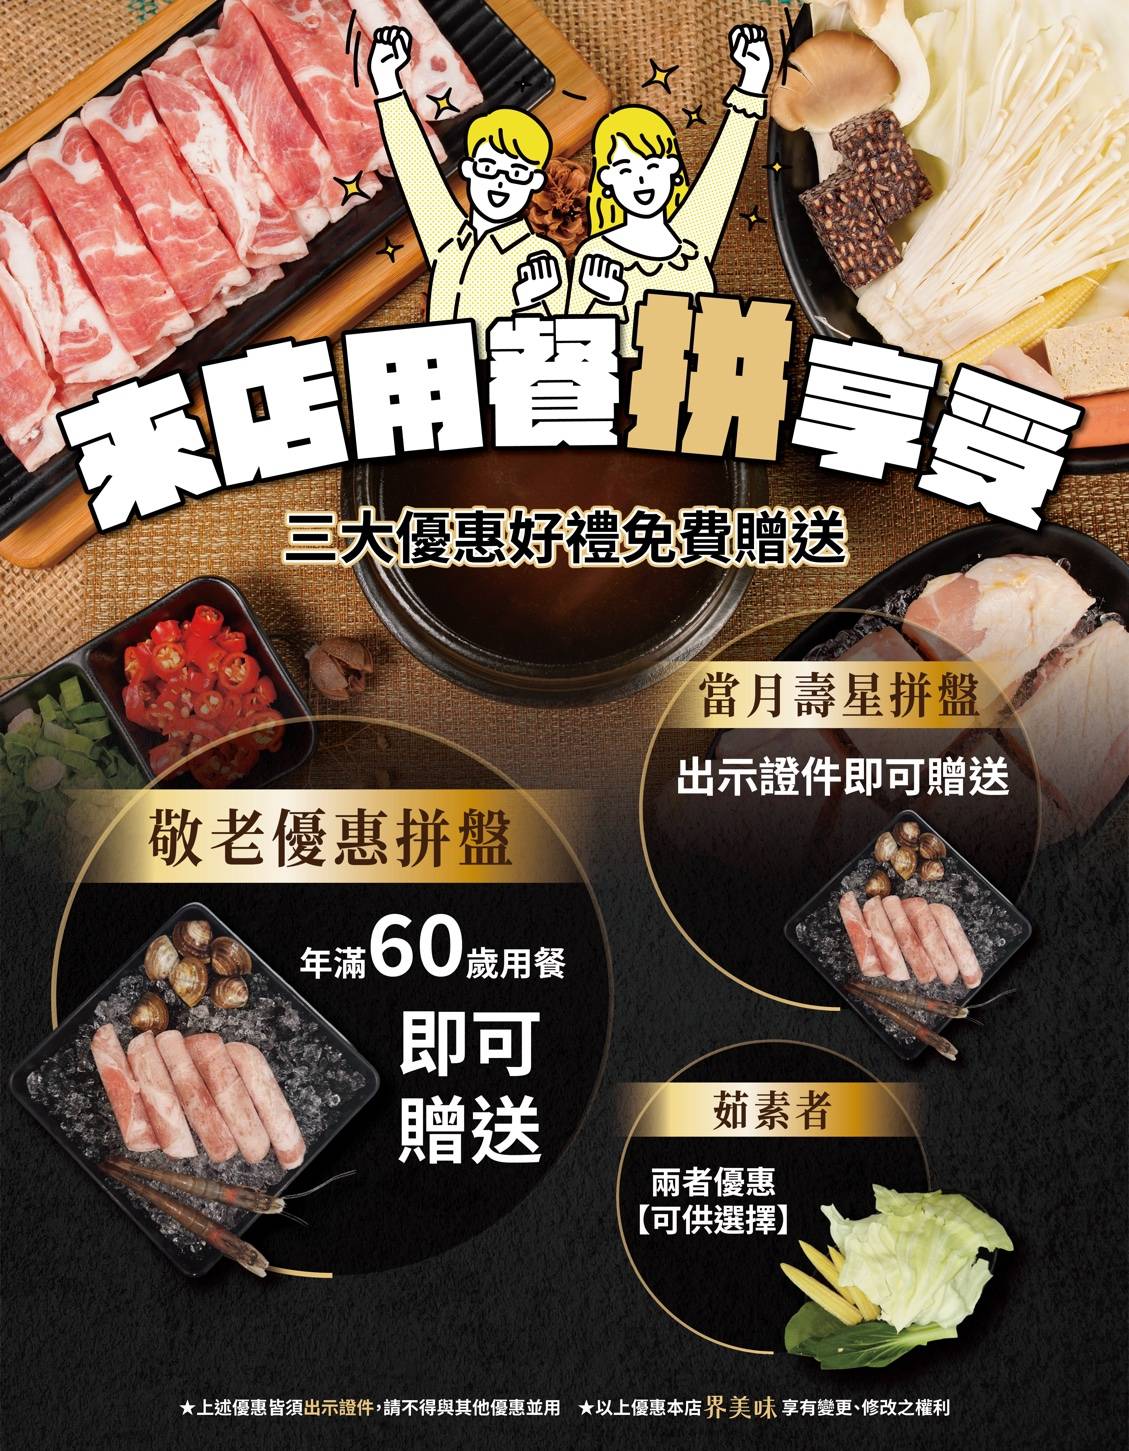 來店用餐拼享受
三大優惠好禮免費贈送
當月壽星拼盤
出示證件即可贈送
敬老優惠拼盤
年滿60歲用餐
即可
贈送
茹素者
兩者優惠
【可供選擇】
★上述優惠皆須出示證件,請不得與其他優惠並用 ★以上優惠本店 界美味 享有變更、修改之權利